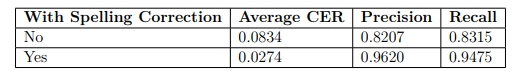 With Spelling Correction Average CER Precision Recall
No 0.0834 0.8207 0.8315
Yes 0.0274 0.9620 0.9475